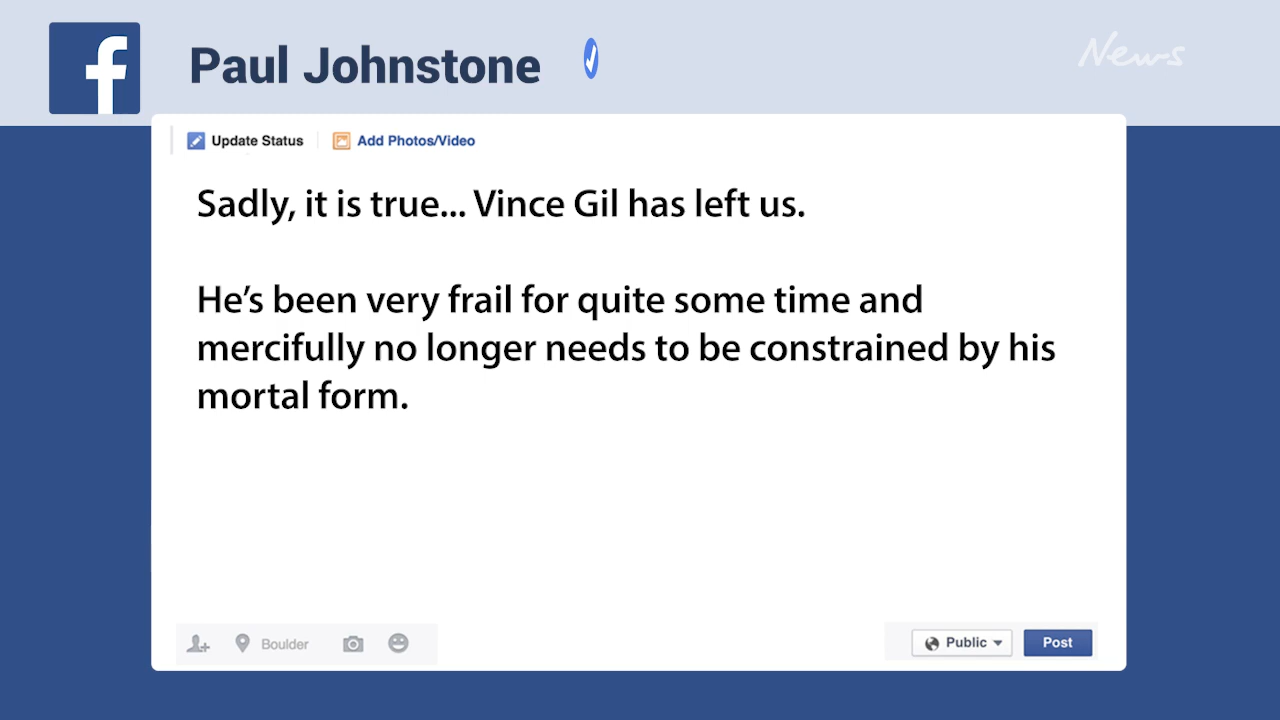 f
Paul Johnstone
News
Update Status
Add Photos/Video
Sadly, it is true... Vince Gil has left us.
He's been very frail for quite some time and
mercifully no longer needs to be constrained by his
mortal form.
Boulder
Public
Post